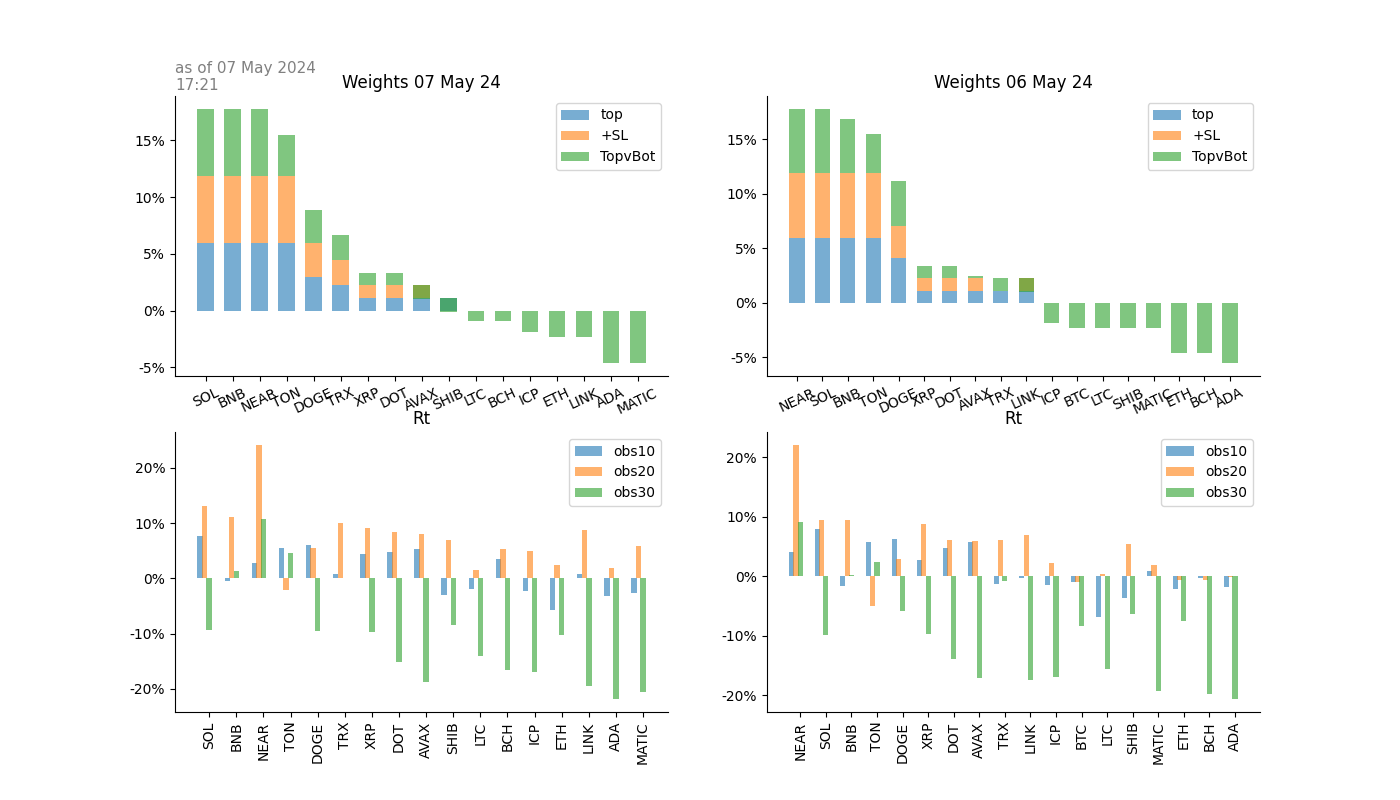 as of 07 May 2024
17:21
Weights 07 May 24
15%
10%
5%
0%
-5%
top
+SL
TopvBot
SOL BNB NEAR TON DOGE TRX XRP DOT AVAX SHIB LTC BCH ICP ETH LINK ADA MATIC
Weights 06 May 24
15%
10%
5%
0%
-5%
top
+SL
TopvBot
NEAR SOL BNB TON DOGE XRP DOT AVAX TRX LINK ICP BTC LTC SHIB MATIC ETH BCH ADA
Rt
20%
10%
0%
-10%
-20%
obs10
obs20
obs30
SOL BNB NEAR TON DOGE TRX XRP DOT AVAX SHIB LTC BCH ICP ETH LINK ADA MATIC
Rt
20%
10%
0%
-10%
-20%
obs10
obs20
obs30
NEAR SOL BNB TON DOGE XRP DOT AVAX TRX LINK ICP BTC LTC SHIB MATIC ETH BCH ADA